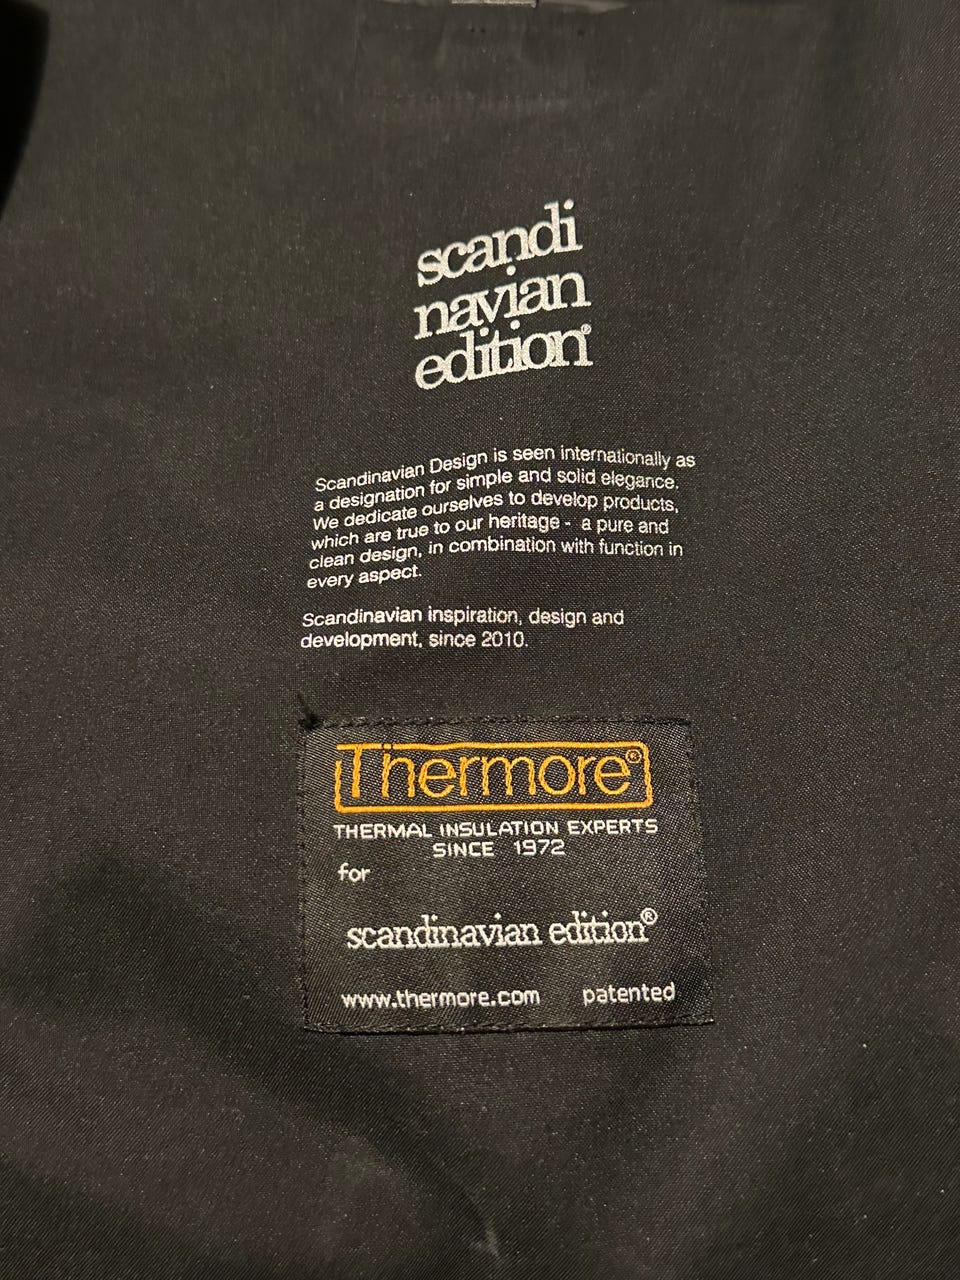 scandi
navian
edition®
Scandinavian Design is seen internationally as
a designation for simple and solid elegance.
We dedicate ourselves to develop products,
which are true to our heritage - a pure and
clean design, in combination with function in
every aspect.
Scandinavian inspiration, design and
development, since 2010.
Thermore®
THERMAL INSULATION EXPERTS
SINCE 1972
for
scandinavian edition®
www.thermore.com patented